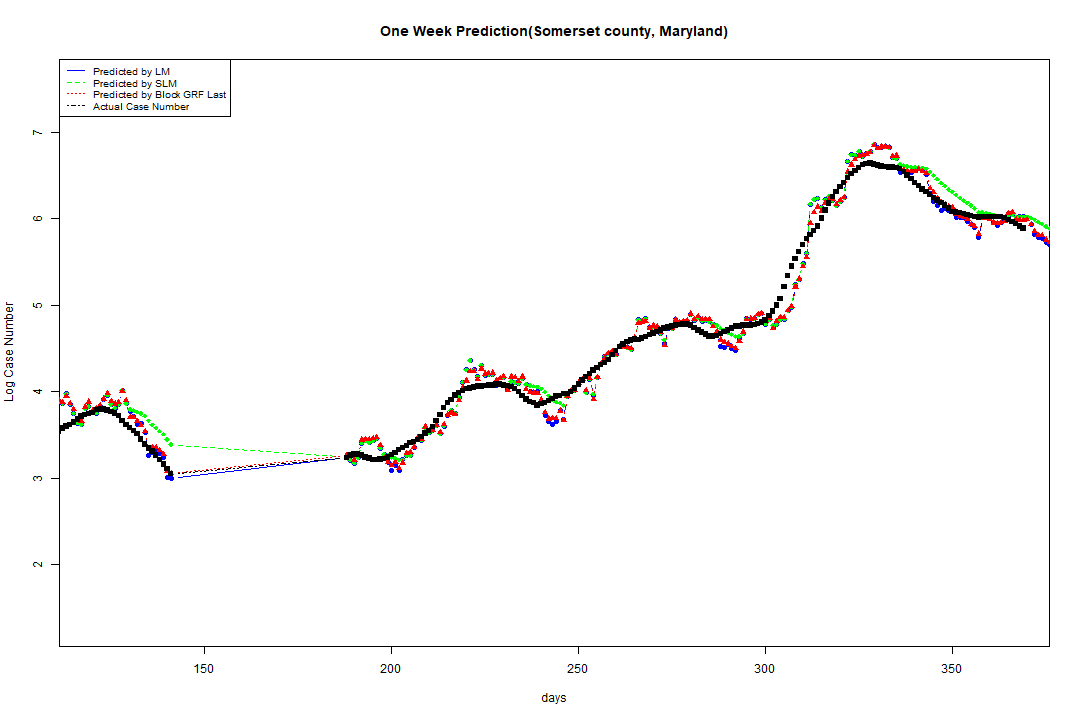 One Week Prediction(Somerset county, Maryland)
Predicted by LM
Predicted by SLM
Predicted by Block GRF Last
Actual Case Number
7
6
5
4
3
2
Log Case Number
150 200 250 300 350
days